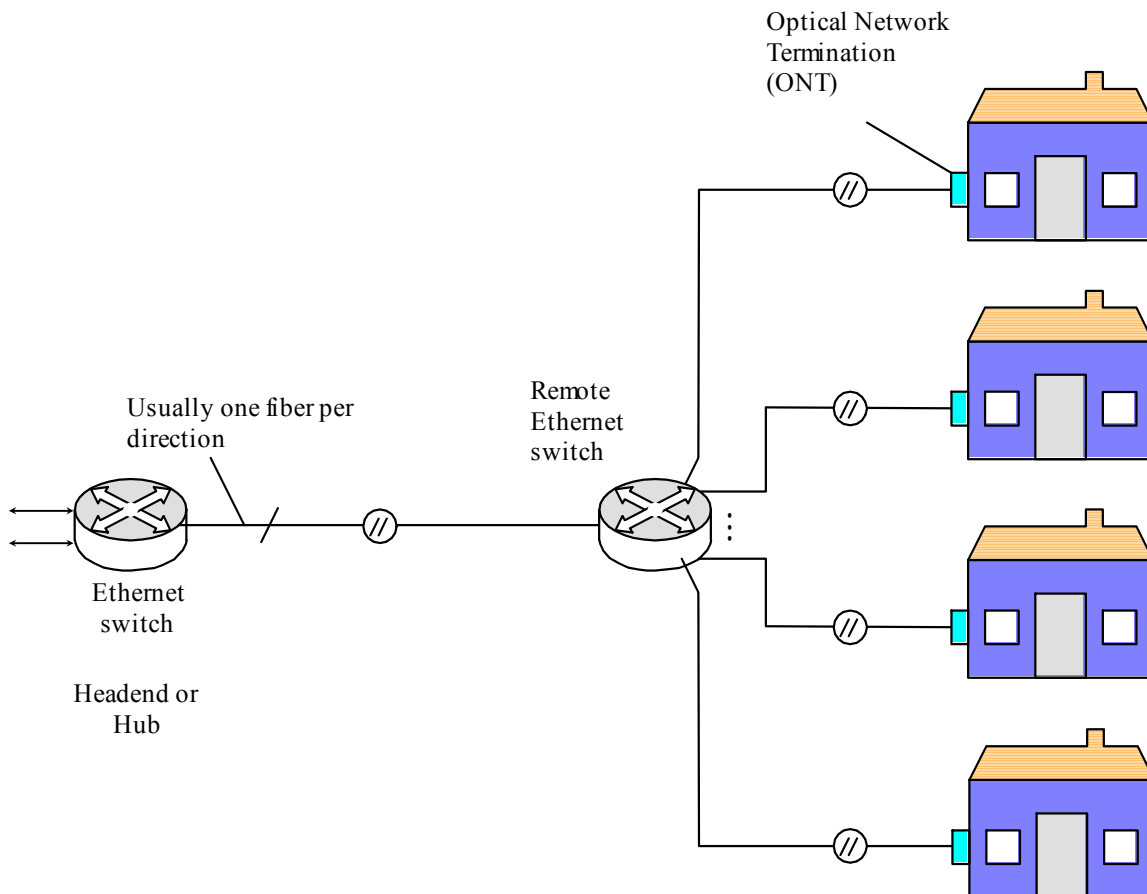 Optical Network
Termination
(ONT)
Usually one fiber per
direction
Remote
Ethernet
switch
Ethernet
switch
Headend or
Hub